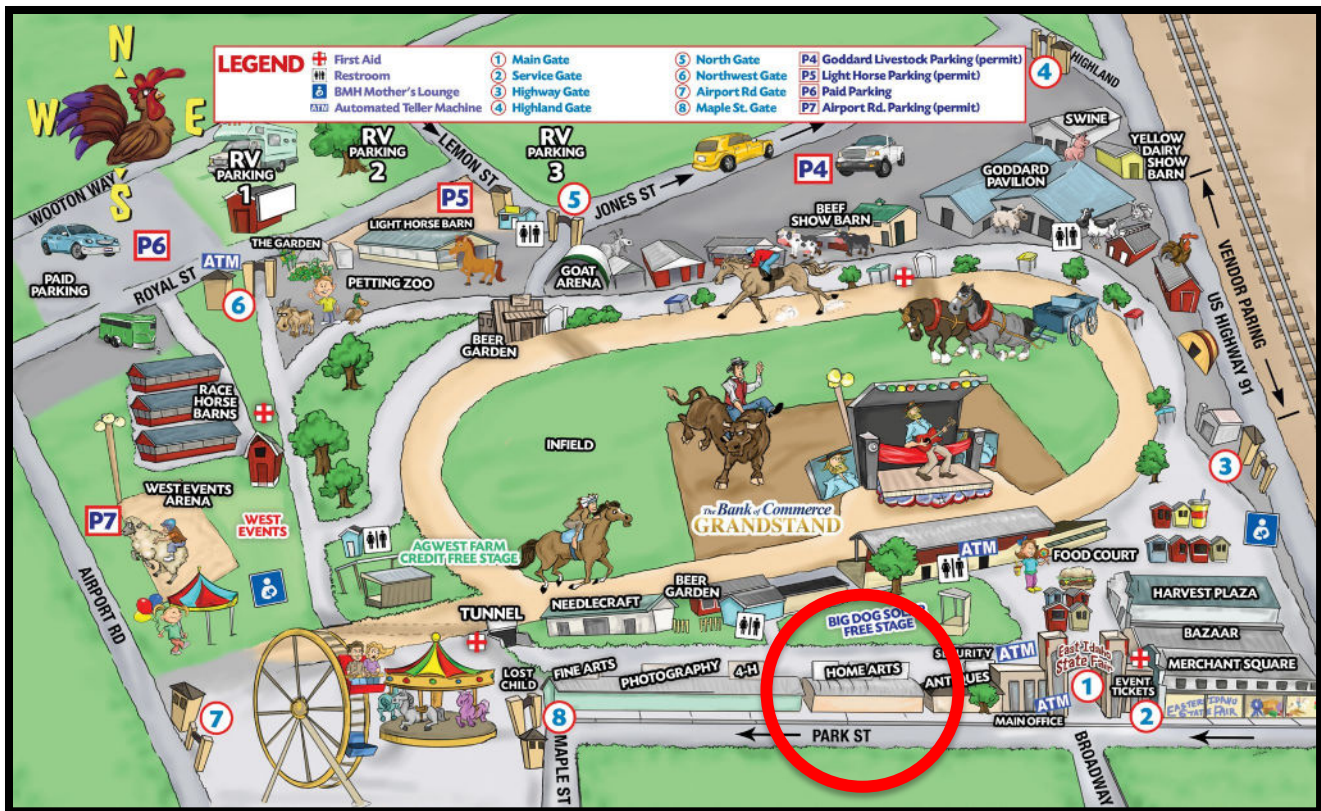 N
W E
S
LEGEND
First Aid
Restroom
BMH Mother's Lounge
ATM Automated Teller Machine
1 Main Gate
2 Service Gate
3 Highway Gate
4 Highland Gate
5 North Gate
6 Northwest Gate
7 Airport Rd Gate
8 Maple St. Gate
P4 Goddard Livestock Parking (permit)
P5 Light Horse Parking (permit)
P6 Paid Parking
P7 Airport Rd. Parking (permit)
4
HIGHLAND
SWINE
YELLOW
DAIRY
SHOW
BARN
GODDARD
PAVILION
RV
PARKING
1
RV
PARKING
2
RV
PARKING
3
LEMON ST
P5
5
JONES ST
P4
WOOTON WAY
P6
PAID
PARKING
ROYAL ST
ATM
6
THE GARDEN
LIGHT HORSE BARN
PETTING ZOO
GOAT
ARENA
BEEF
SHOW BARN
VENDOR PARING
US HIGHWAY 91
BEER
GARDEN
RACE
HORSE
BARNS
INFIELD
3
WEST EVENTS
ARENA
P7
WEST
EVENTS
The Bank of Commerce
GRANDSTAND
AGWEST FARM
CREDIT FREE STAGE
ATM
FOOD COURT
AIRPORT RD
TUNNEL
NEEDLECRAFT
BEER
GARDEN
BIG DOG
FREE STAGE
HARVEST PLAZA
BAZAAR
MERCHANT SQUARE
LOST
CHILD
FINE ARTS
PHOTOGRAPHY
4-H
HOME ARTS
SECURITY
ANTIQUES
ATM
East Idaho
State Fair
1
EVENT
TICKETS
2
ATM
MAIN OFFICE
7
8
MAPLE ST
PARK ST
BROADWAY